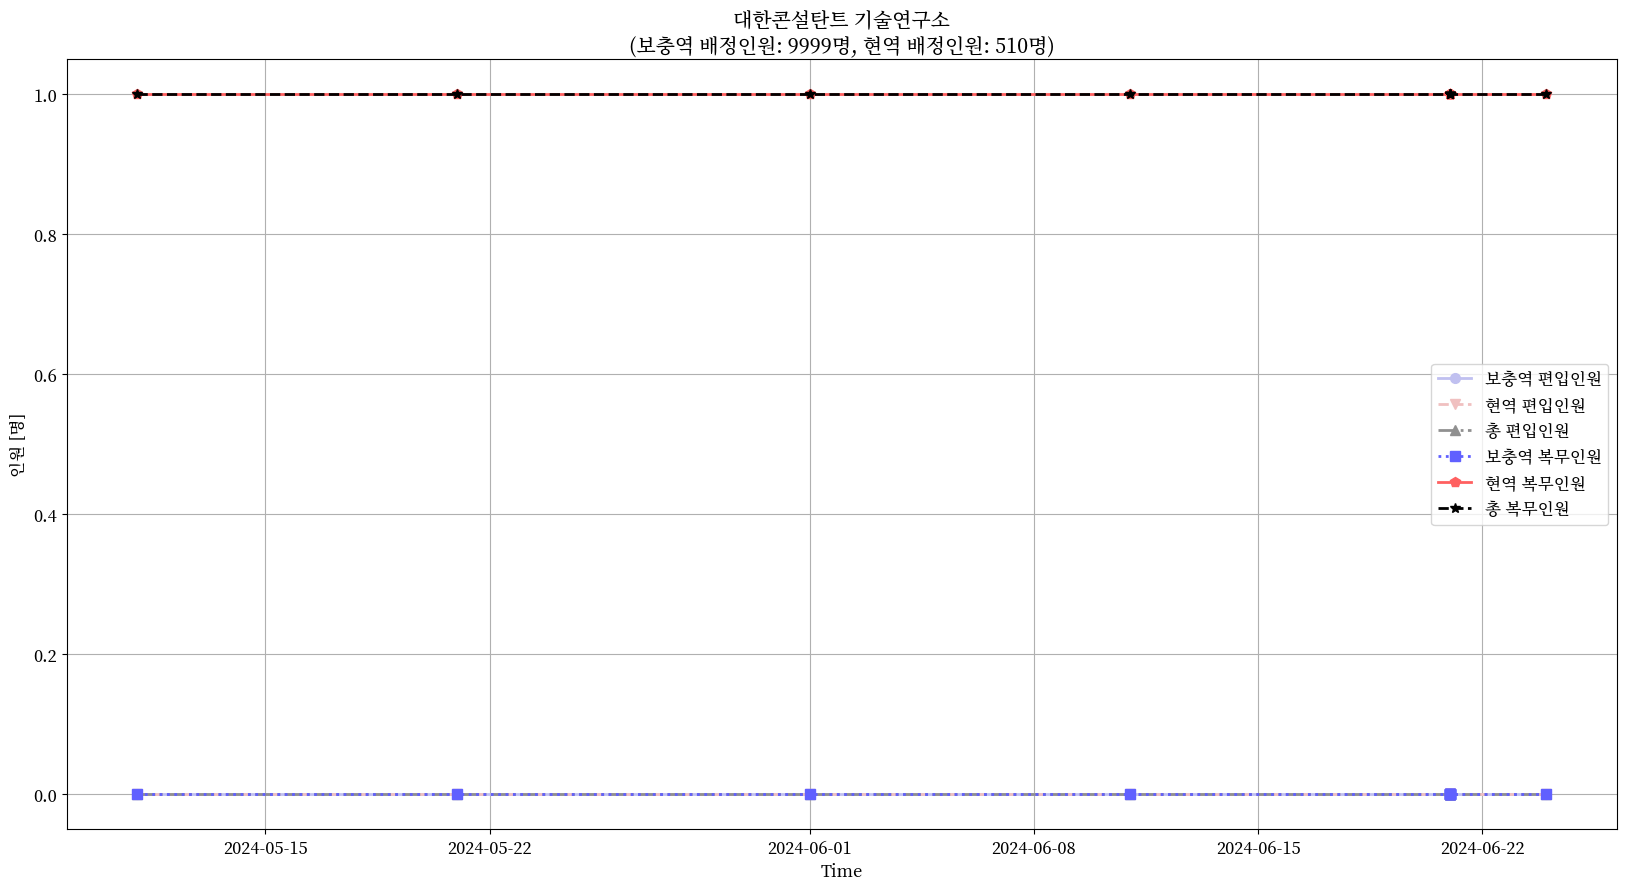 대한콘설탄트 기술연구소
(보충역 배정인원: 9999명, 현역 배정인원: 510명)
1.0
0.8
0.6
0.4
0.2
0.0
인원 [명]
보충역 편입인원
현역 편입인원
총 편입인원
보충역 복무인원
현역 복무인원
총 복무인원
2024-05-15
2024-05-22
2024-06-01
2024-06-08
2024-06-15
2024-06-22
Time